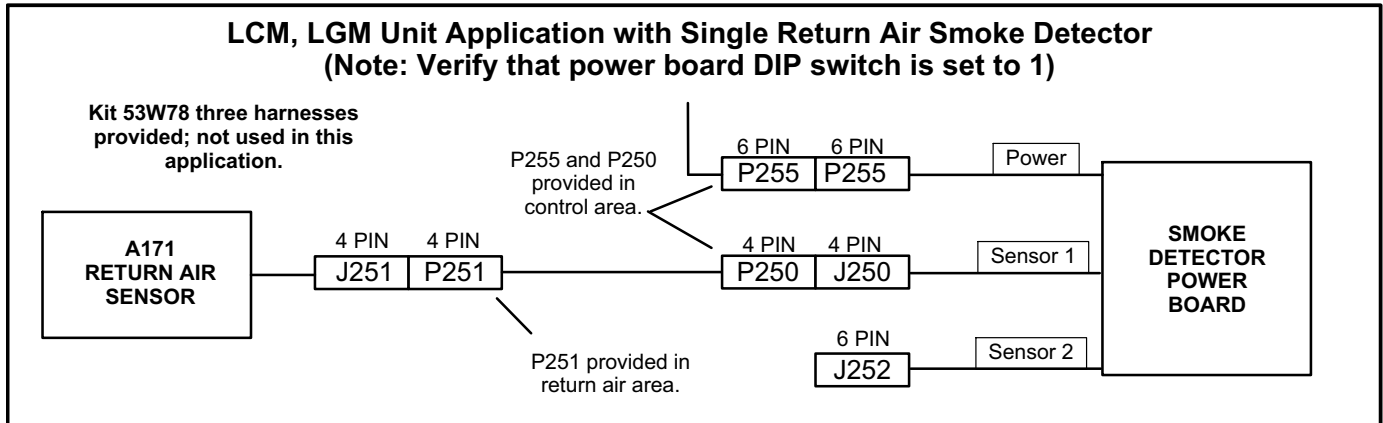 LCM, LGM Unit Application with Single Return Air Smoke Detector
(Note: Verify that power board DIP switch is set to 1)
Kit 53W78 three harnesses
provided; not used in this
application.
P255 and P250
provided in
control area.
6 PIN 6 PIN
P255 P255
Power
A171
RETURN AIR
SENSOR
4 PIN 4 PIN
J251 P251
4 PIN 4 PIN
P250 J250
Sensor 1
SMOKE
DETECTOR
POWER
BOARD
P251 provided in
return air area.
6 PIN
J252
Sensor 2